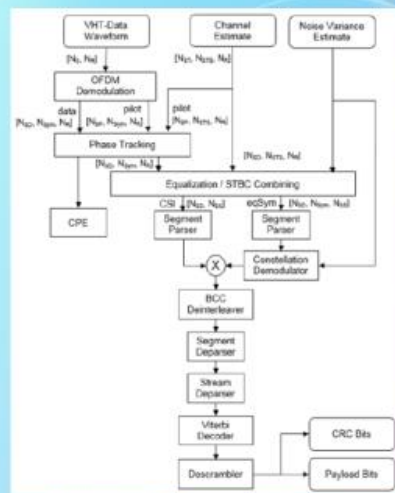 VHT-Data
Waveform
Channel
Estimate
Noise Variance
Estimate
[Ns, NR]
[NST, NSTS, NR]
OFDM
Demodulation
data
pilot
pilot
[NSD, NSym, NR]
[NSP, NSym, NR]
[NSP, NSTS, NR]
Phase Tracking
[NSD, NSym, NR]
[NSD, NSTS, NR]
Equalization / STBC Combining
CPE
CSI
[NSD, NSS]
eqSym
[NSD, NSym, NSS]
Segment
Parser
Segment
Parser
X
Constellation
Demodulator
BCC
Deinterleaver
Segment
Deparser
Stream
Deparser
Viterbi
Decoder
Descrambler
CRC Bits
Payload Bits